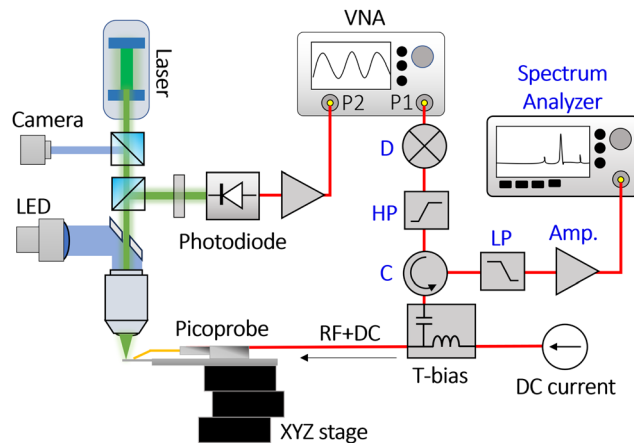 VNA
Laser
P2
P1
Spectrum
Analyzer
Camera
D
LED
HP
Photodiode
LP
Amp.
C
Picoprobe
RF+DC
T-bias
DC current
XYZ stage